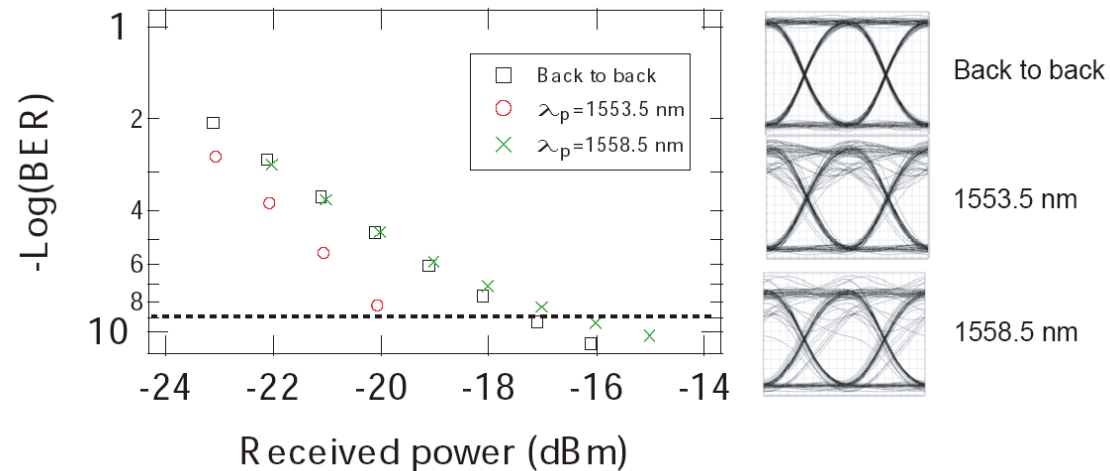 -Log(BER)
1
2
4
6
8
10
-24
-22
-20
-18
-16
-14
Received power (dBm)
Back to back
λp=1553.5 nm
λp=1558.5 nm
Back to back
1553.5 nm
1558.5 nm